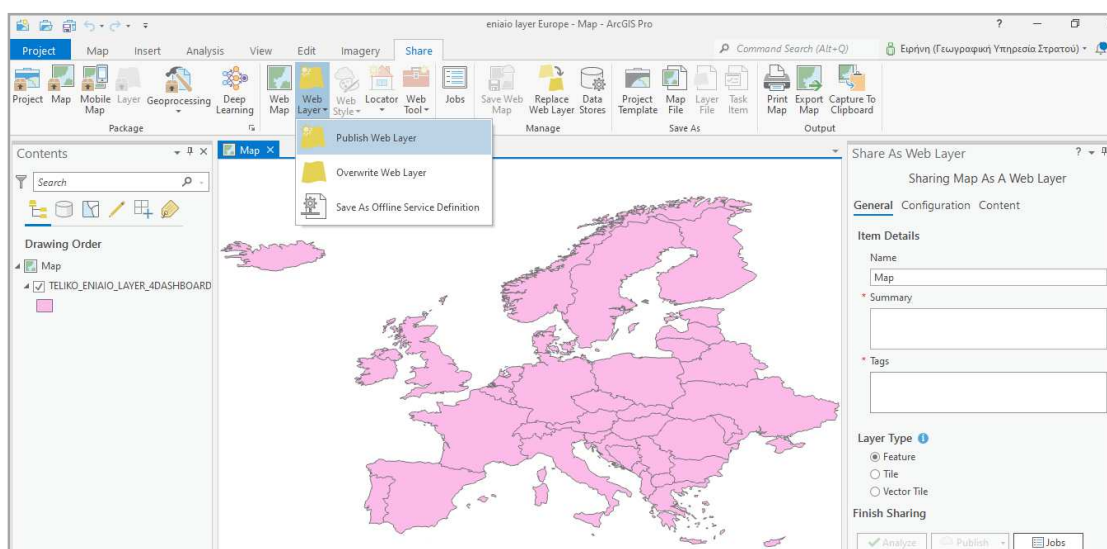 eniaio layer Europe - Map - ArcGIS Pro
?
Project Map Insert Analysis View Edit Imagery Share
Command Search (Alt+Q)
Ειρήνη (Γεωγραφική Υπηρεσία Στρατού)
Project Map Mobile Map Layer Geoprocessing Deep Learning
Package
Web Map Web Layer Web Style Locator Web Tool
Jobs
Save Web Map Replace Web Layer Data Stores
Manage
Project Template Map File Layer File Task Item
Save As
Print Map Export Map Capture To Clipboard
Output
Publish Web Layer
Overwrite Web Layer
Save As Offline Service Definition
Contents
Search
Drawing Order
Map
TELIKO_ENIAIO_LAYER_4DASHBOARD
Map
Share As Web Layer
?
Sharing Map As A Web Layer
General Configuration Content
Item Details
Name
Map
* Summary
* Tags
Layer Type
Feature
Tile
Vector Tile
Finish Sharing
Analyze Publish Jobs